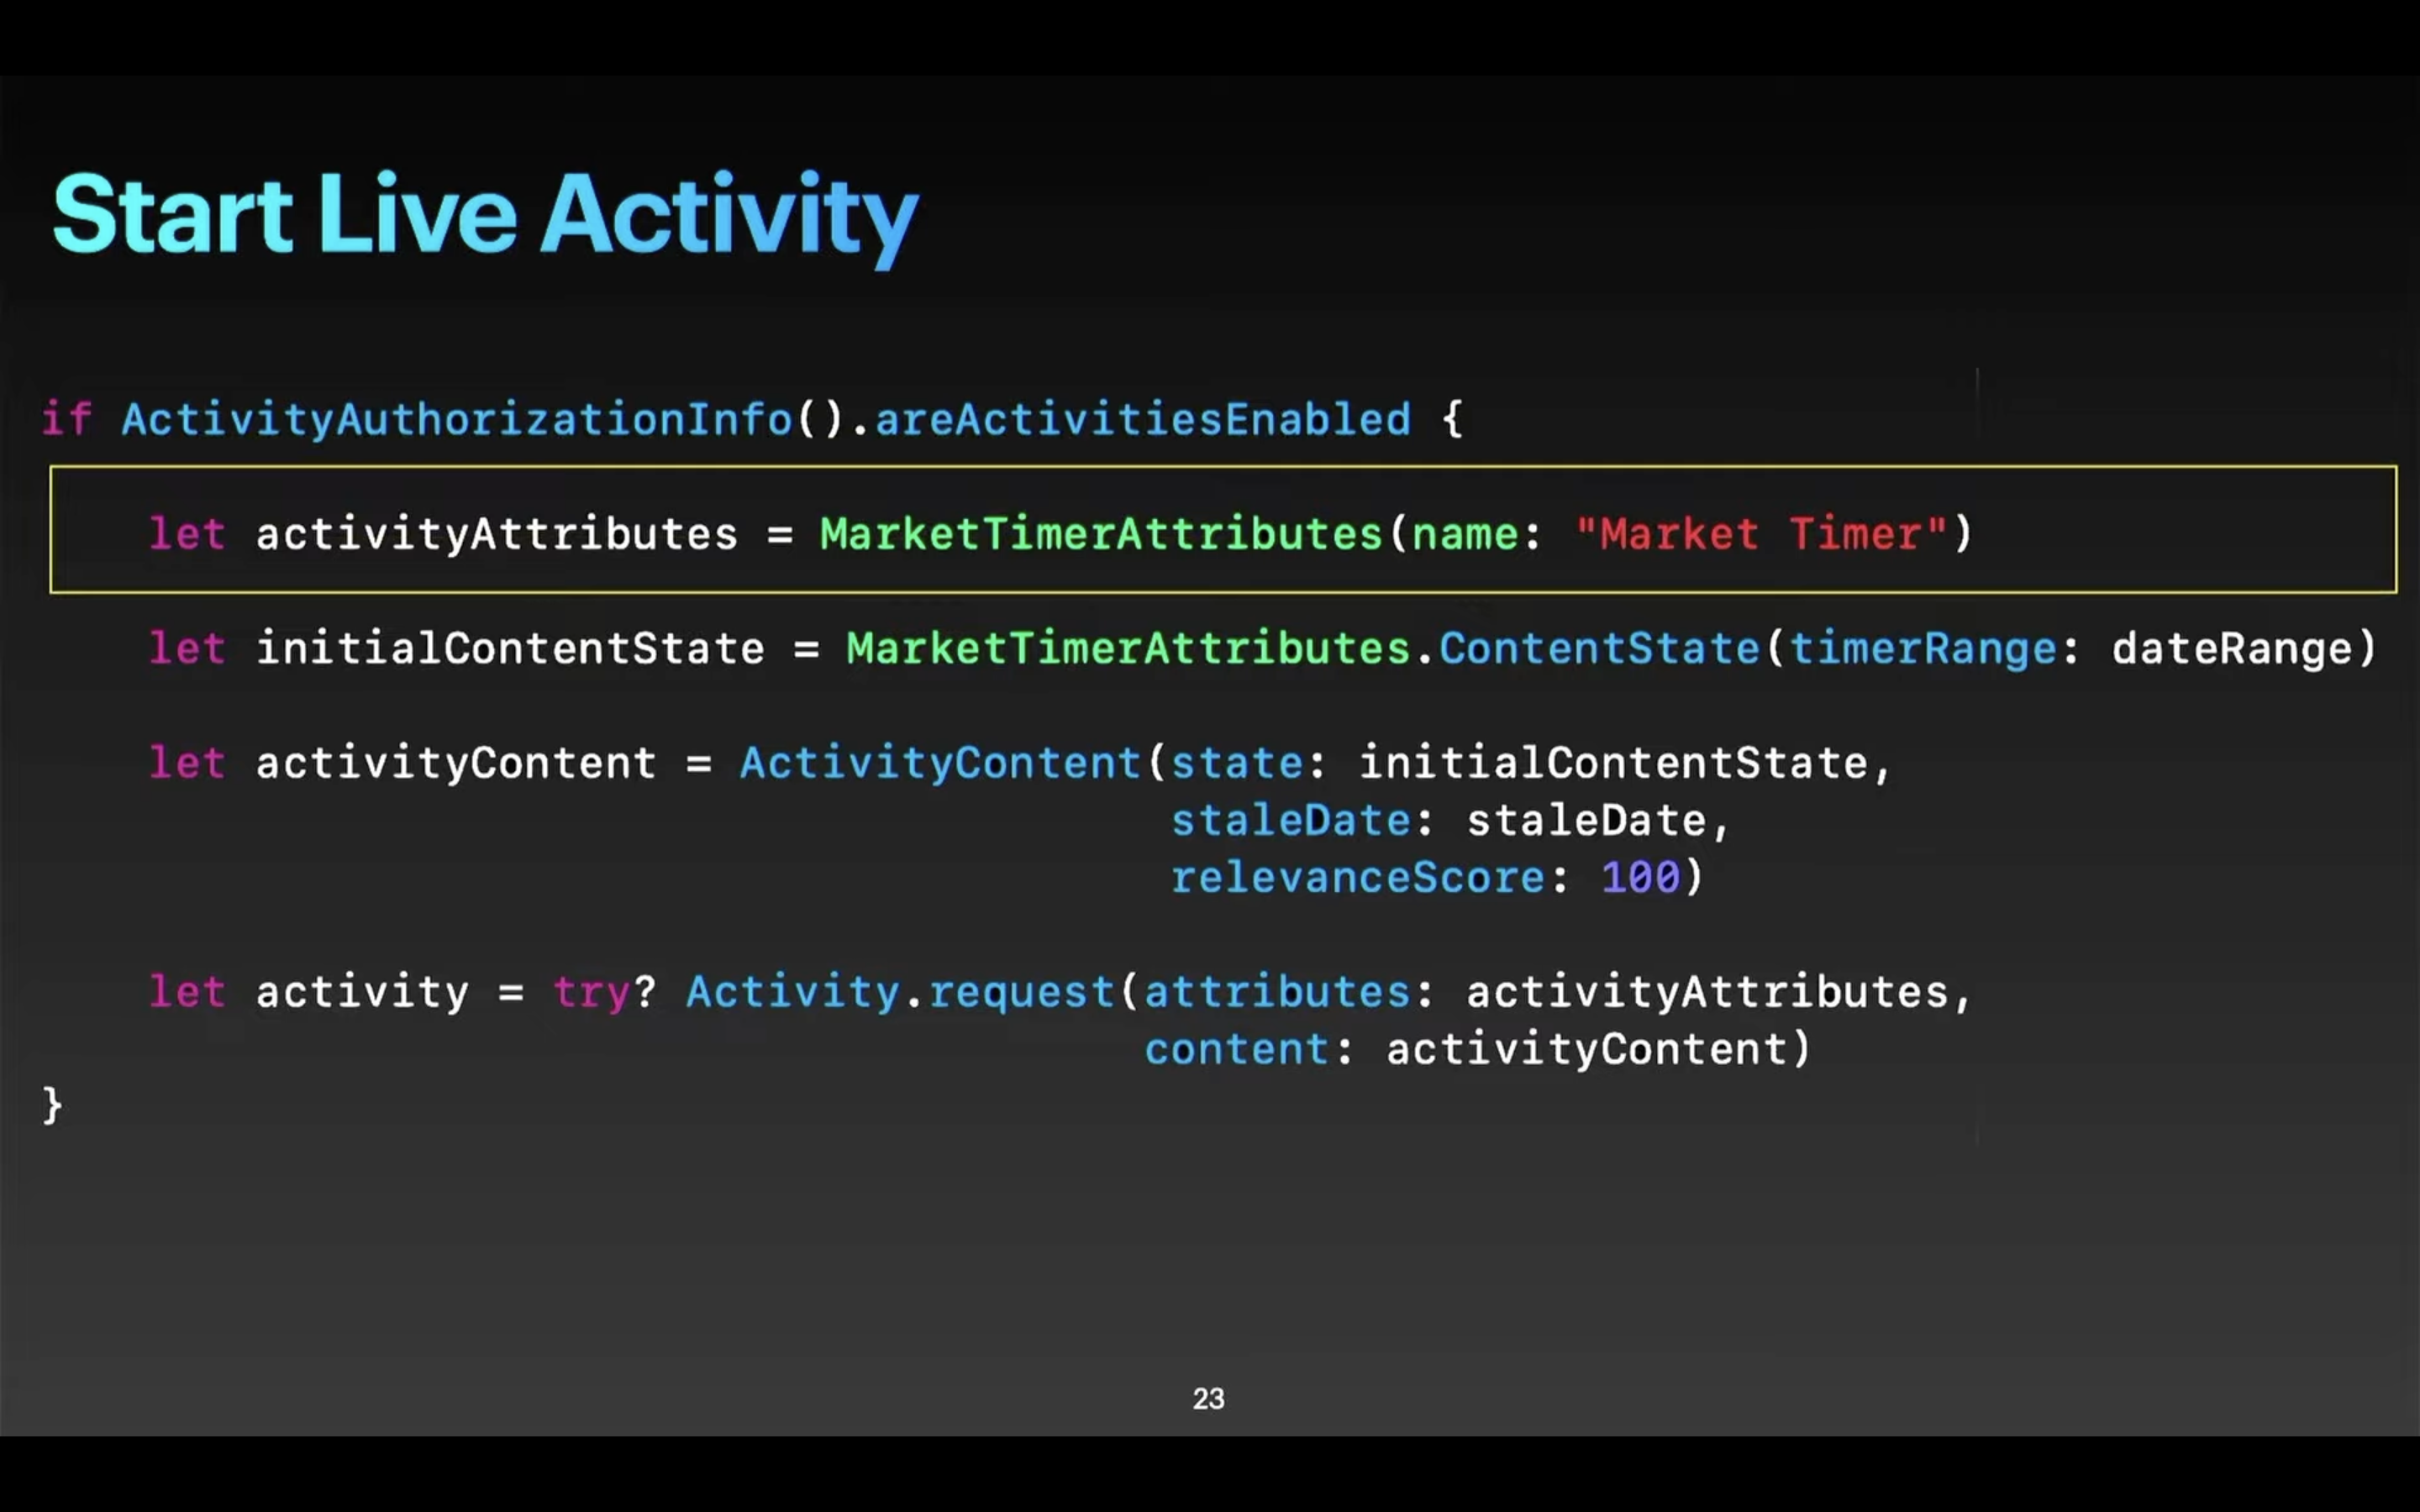 Start Live Activity
if ActivityAuthorizationInfo().areActivitiesEnabled {
let activityAttributes = MarketTimerAttributes(name: "Market Timer")
let initialContentState = MarketTimerAttributes.ContentState(timerRange: dateRange)
let activityContent = ActivityContent(state: initialContentState,
staleDate: staleDate,
relevanceScore: 100)
let activity = try? Activity.request(attributes: activityAttributes,
content: activityContent)
}
23